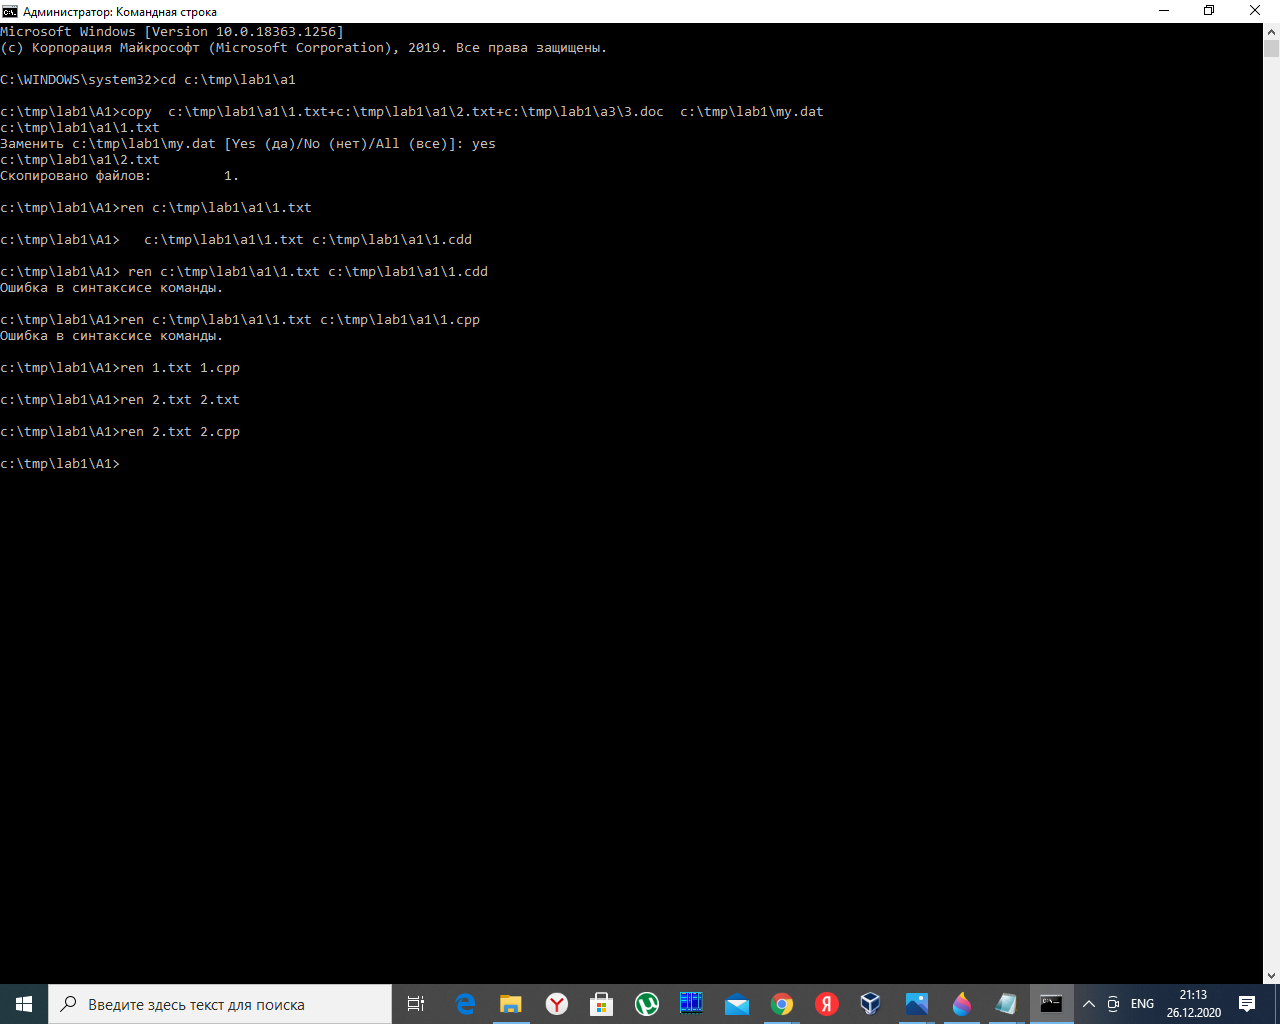 Администратор: Командная строка
Microsoft Windows [Version 10.0.18363.1256]
(c) Корпорация Майкрософт (Microsoft Corporation), 2019. Все права защищены.
C:\WINDOWS\system32>cd c:\tmp\lab1\a1
c:\tmp\lab1\A1>copy  c:\tmp\lab1\a1\1.txt+c:\tmp\lab1\a1\2.txt+c:\tmp\lab1\a3\3.doc  c:\tmp\lab1\my.dat
c:\tmp\lab1\a1\1.txt
Заменить c:\tmp\lab1\my.dat [Yes (да)/No (нет)/All (все)]: yes
c:\tmp\lab1\a1\2.txt
Скопировано файлов:         1.
c:\tmp\lab1\A1>ren c:\tmp\lab1\a1\1.txt
c:\tmp\lab1\A1>   c:\tmp\lab1\a1\1.txt c:\tmp\lab1\a1\1.cdd
c:\tmp\lab1\A1> ren c:\tmp\lab1\a1\1.txt c:\tmp\lab1\a1\1.cdd
Ошибка в синтаксисе команды.
c:\tmp\lab1\A1>ren c:\tmp\lab1\a1\1.txt c:\tmp\lab1\a1\1.cpp
Ошибка в синтаксисе команды.
c:\tmp\lab1\A1>ren 1.txt 1.cpp
c:\tmp\lab1\A1>ren 2.txt 2.txt
c:\tmp\lab1\A1>ren 2.txt 2.cpp
c:\tmp\lab1\A1>
Введите здесь текст для поиска
ENG
21:13
26.12.2020